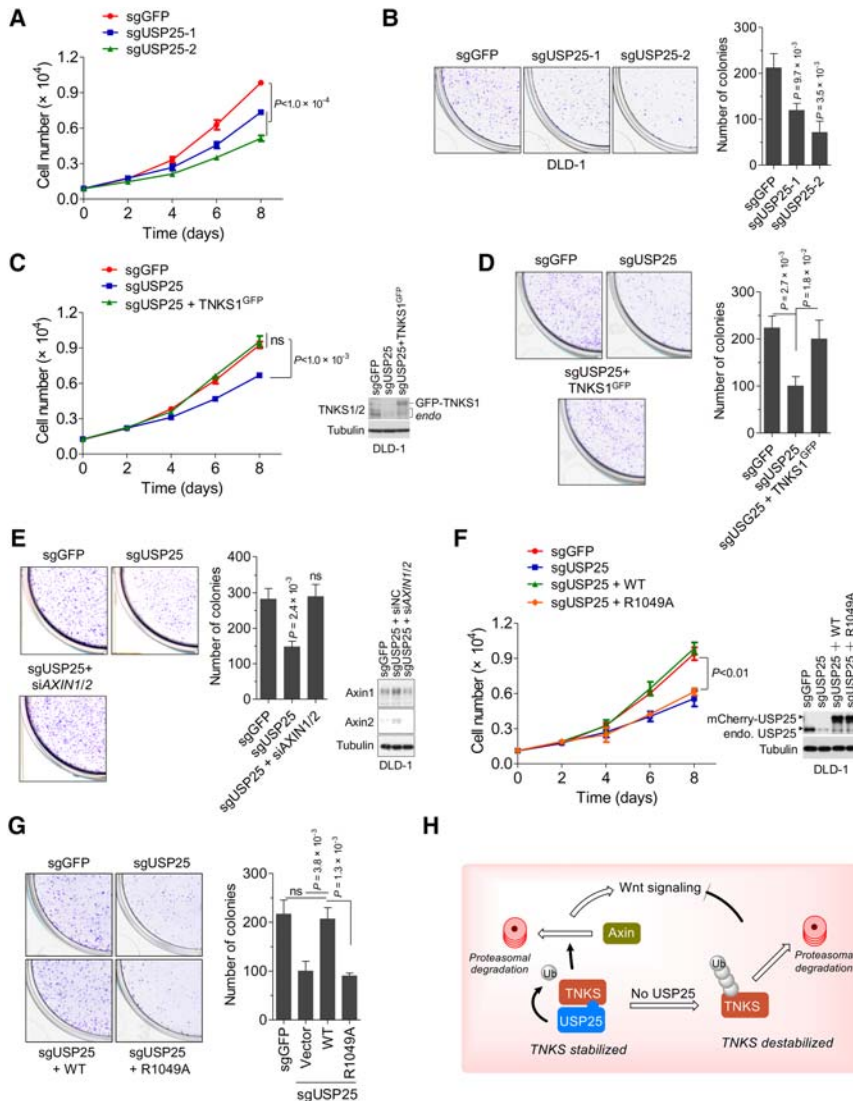 A
sgGFP
sgUSP25-1
sgUSP25-2
Cell number (× 10⁴)
1.2
0.9
0.6
0.3
0.0
P<1.0 × 10⁻⁴
0 2 4 6 8
Time (days)
B
sgGFP sgUSP25-1 sgUSP25-2
DLD-1
Number of colonies
300
200
100
0
P = 9.7 × 10⁻³
P = 3.5 × 10⁻³
sgGFP
sgUSP25-1
sgUSP25-2
C
sgGFP
sgUSP25
sgUSP25 + TNKS1ᴳᶠᴾ
Cell number (× 10⁴)
1.2
0.9
0.6
0.3
0.0
ns
P<1.0 × 10⁻³
0 2 4 6 8
Time (days)
sgGFP
sgUSP25
sgUSP25+TNKS1ᴳᶠᴾ
TNKS1/2
GFP-TNKS1
endo
Tubulin
DLD-1
D
sgGFP sgUSP25
sgUSP25+
TNKS1ᴳᶠᴾ
Number of colonies
300
200
100
0
P = 2.7 × 10⁻³
P = 1.8 × 10⁻²
sgGFP
sgUSP25
sgUSG25 + TNKS1ᴳᶠᴾ
E
sgGFP sgUSP25
sgUSP25+
siAXIN1/2
Number of colonies
400
300
200
100
0
P = 2.4 × 10⁻³
ns
sgGFP
sgUSP25
sgUSP25 + siAXIN1/2
sgGFP
sgUSP25 + siNC
sgUSP25 + siAXIN1/2
Axin1
Axin2
Tubulin
DLD-1
F
sgGFP
sgUSP25
sgUSP25 + WT
sgUSP25 + R1049A
Cell number (× 10⁴)
1.2
0.9
0.6
0.3
0.0
P<0.01
0 2 4 6 8
Time (days)
sgGFP
sgUSP25
sgUSP25 + WT
sgUSP25 + R1049A
mCherry-USP25
endo. USP25
Tubulin
DLD-1
G
sgGFP sgUSP25
sgUSP25
+ WT
sgUSP25
+ R1049A
Number of colonies
300
200
100
0
ns
P = 3.8 × 10⁻³
P = 1.3 × 10⁻³
sgGFP
Vector
WT
R1049A
sgUSP25
H
Wnt signaling
Axin
Proteasomal
degradation
Ub
TNKS
USP25
TNKS stabilized
No USP25
Ub
TNKS
TNKS destabilized
Proteasomal
degradation